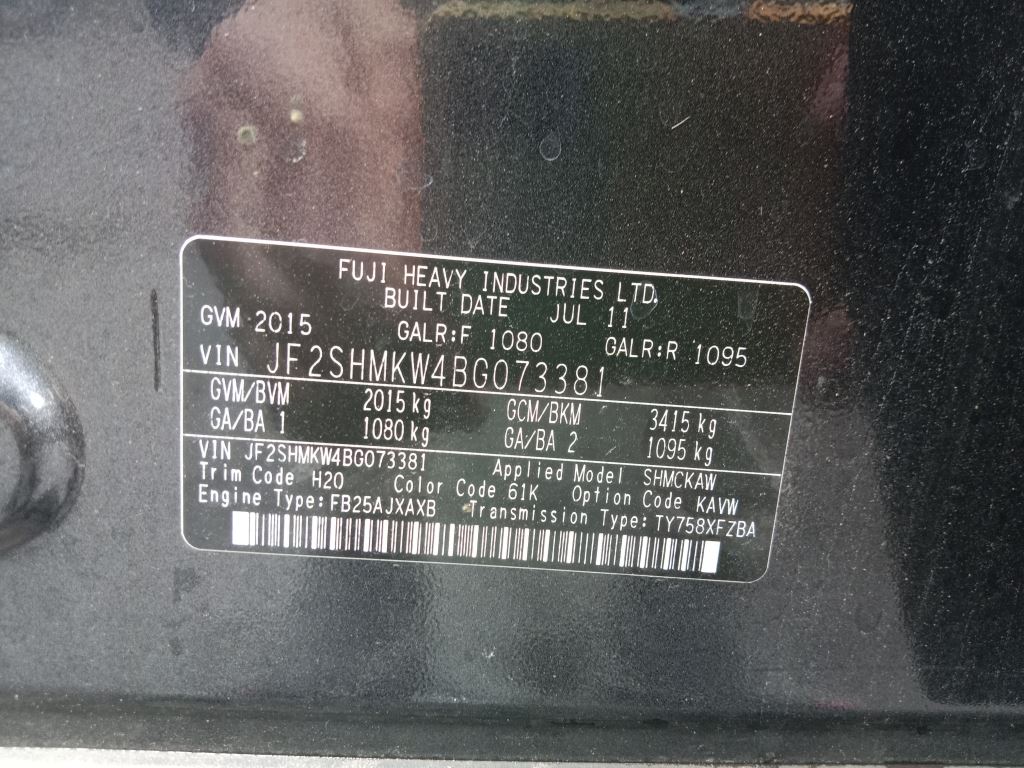 FUJI HEAVY INDUSTRIES LTD.
BUILT DATE JUL 11
GVM 2015 GALR:F 1080 GALR:R 1095
VIN JF2SHMKW4BG073381
GVM/BVM 2015 kg GCM/BKM 3415 kg
GA/BA 1 1080 kg GA/BA 2 1095 kg
VIN JF2SHMKW4BG073381 Applied Model SHMCKAW
Trim Code H20 Color Code 61K Option Code KAVW
Engine Type:FB25AJXAXB Transmission Type:TY758XFZBA